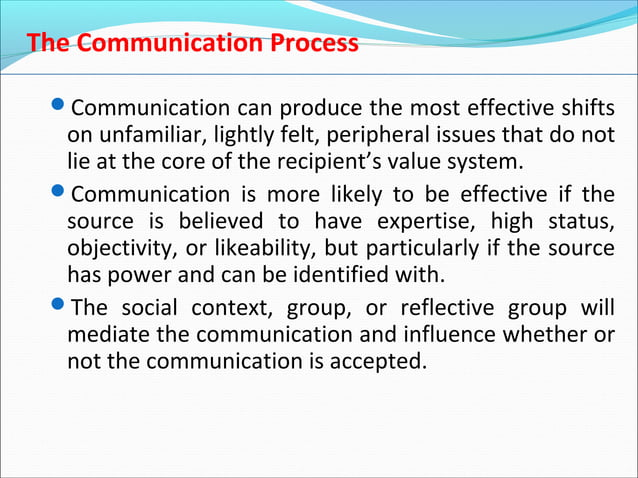 The Communication Process
Communication can produce the most effective shifts
on unfamiliar, lightly felt, peripheral issues that do not
lie at the core of the recipient’s value system.
Communication is more likely to be effective if the
source is believed to have expertise, high status,
objectivity, or likeability, but particularly if the source
has power and can be identified with.
The social context, group, or reflective group will
mediate the communication and influence whether or
not the communication is accepted.